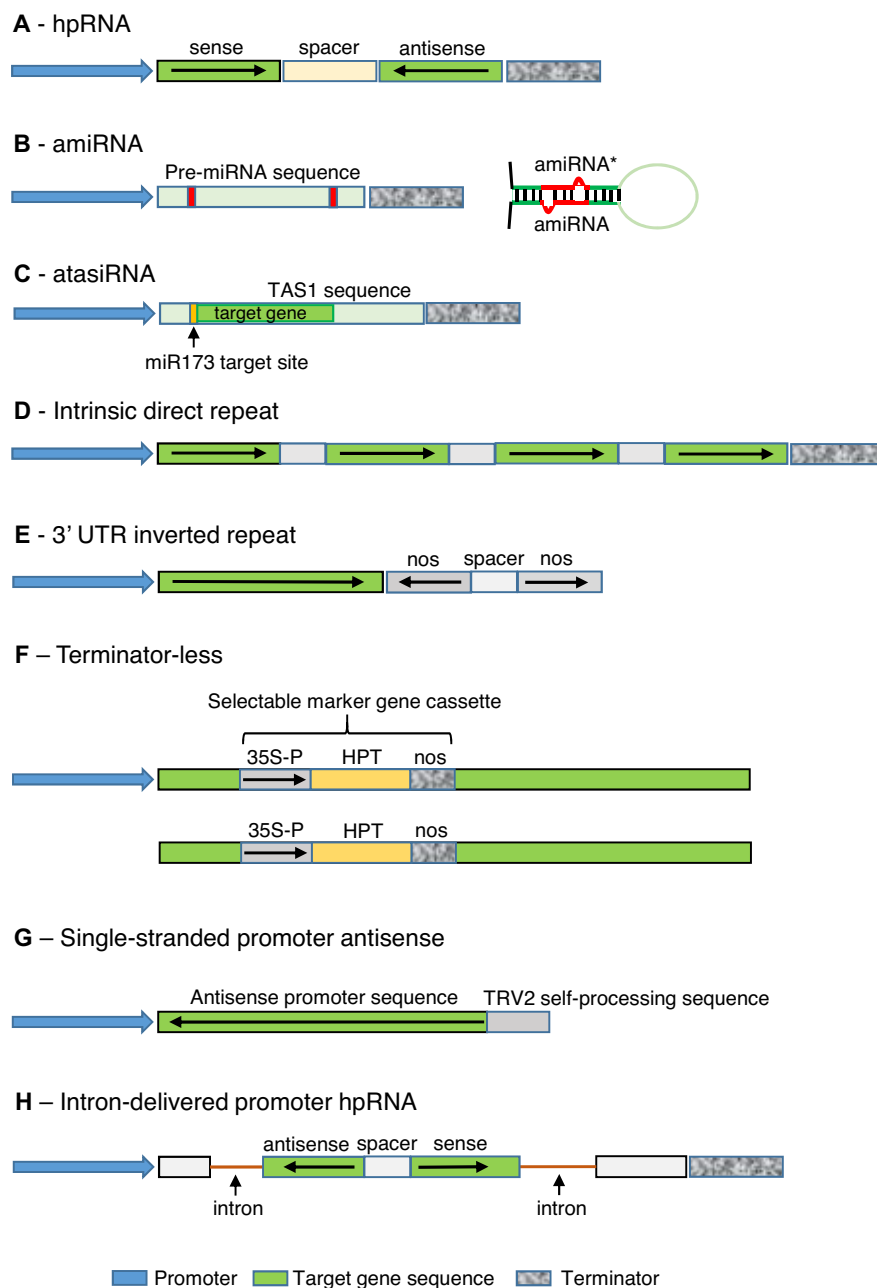 A - hpRNA
sense spacer antisense
B - amiRNA
Pre-miRNA sequence
amiRNA*
amiRNA
C - atasiRNA
TAS1 sequence
target gene
miR173 target site
D - Intrinsic direct repeat
E - 3’ UTR inverted repeat
nos spacer nos
F – Terminator-less
Selectable marker gene cassette
35S-P HPT nos
35S-P HPT nos
G – Single-stranded promoter antisense
Antisense promoter sequence TRV2 self-processing sequence
H – Intron-delivered promoter hpRNA
antisense spacer sense
intron intron
Promoter Target gene sequence Terminator